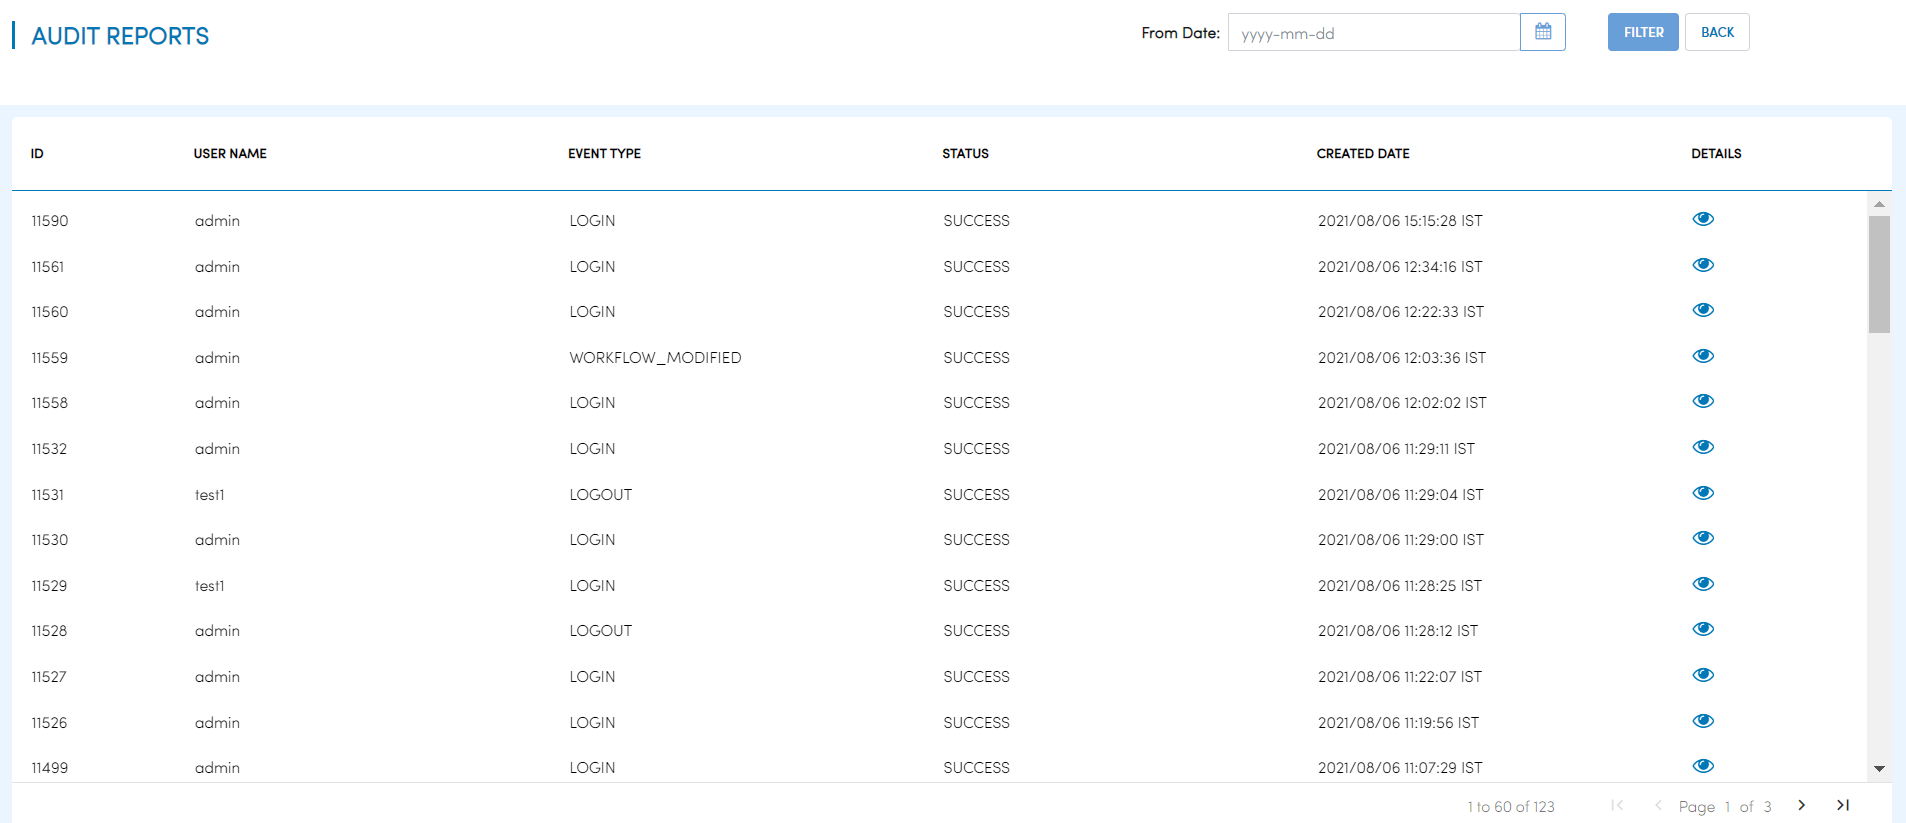 AUDIT REPORTS
From Date: yyyy-mm-dd FILTER BACK
ID USER NAME EVENT TYPE STATUS CREATED DATE DETAILS
11590 admin LOGIN SUCCESS 2021/08/06 15:15:28 IST
11561 admin LOGIN SUCCESS 2021/08/06 12:34:16 IST
11560 admin LOGIN SUCCESS 2021/08/06 12:22:33 IST
11559 admin WORKFLOW_MODIFIED SUCCESS 2021/08/06 12:03:36 IST
11558 admin LOGIN SUCCESS 2021/08/06 12:02:02 IST
11532 admin LOGIN SUCCESS 2021/08/06 11:29:11 IST
11531 test1 LOGOUT SUCCESS 2021/08/06 11:29:04 IST
11530 admin LOGIN SUCCESS 2021/08/06 11:29:00 IST
11529 test1 LOGIN SUCCESS 2021/08/06 11:28:25 IST
11528 admin LOGOUT SUCCESS 2021/08/06 11:28:12 IST
11527 admin LOGIN SUCCESS 2021/08/06 11:22:07 IST
11526 admin LOGIN SUCCESS 2021/08/06 11:19:56 IST
11499 admin LOGIN SUCCESS 2021/08/06 11:07:29 IST
1 to 60 of 123 Page 1 of 3